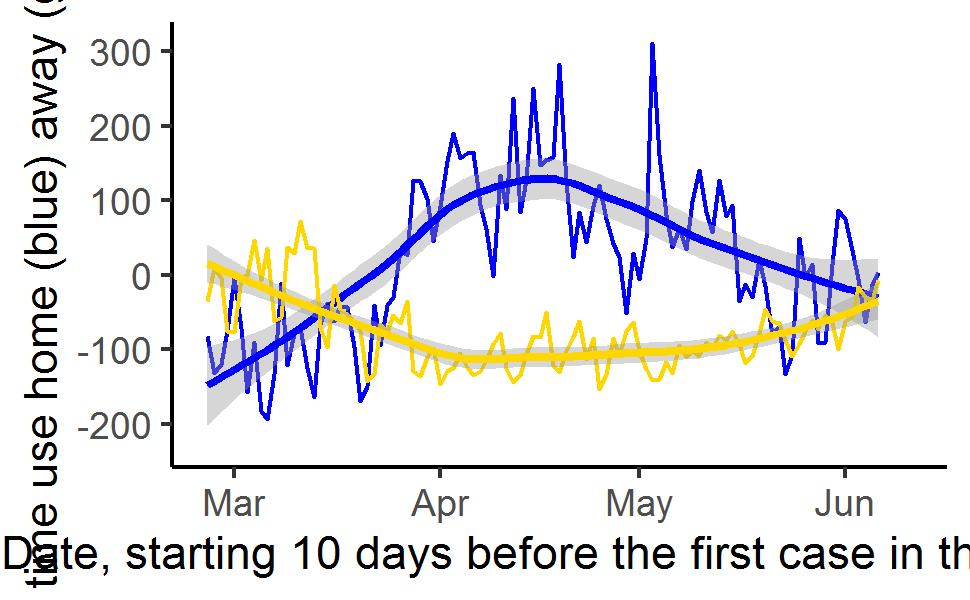 time use home (blue) away (
300
200
100
0
-100
-200
Mar Apr May Jun
Date, starting 10 days before the first case in th